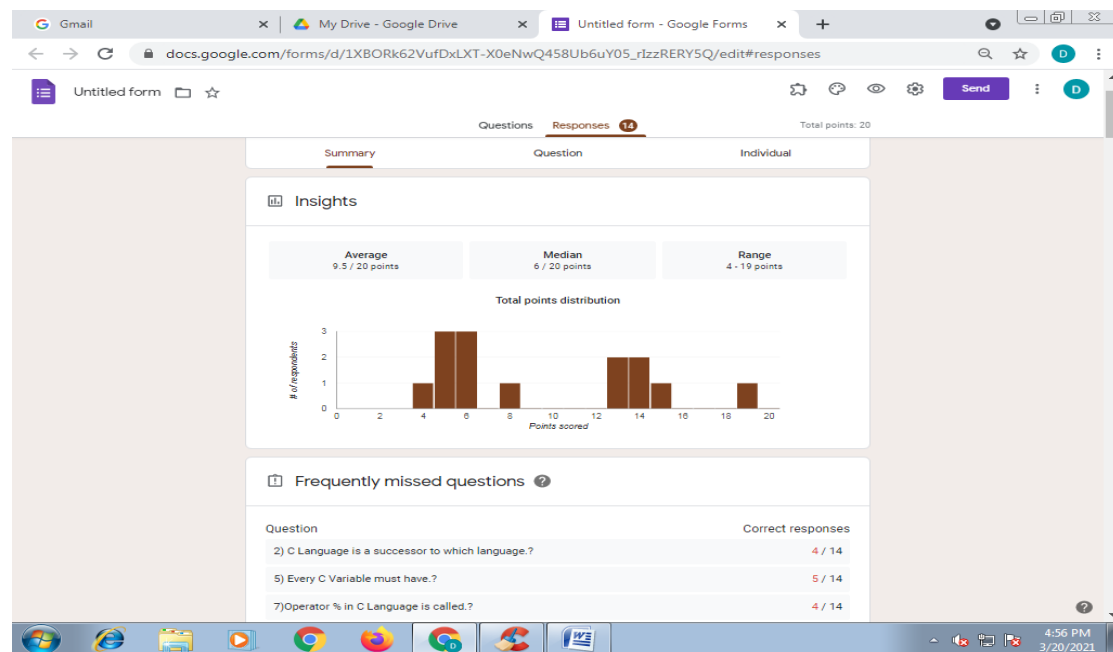 Gmail My Drive - Google Drive Untitled form - Google Forms
docs.google.com/forms/d/1XBORk62VufDxLXT-X0eNwQ458Ub6uY05_rIzzRERY5Q/edit#responses D
Untitled form Send D
Questions Responses 14 Total points: 20
Summary Question Individual
Insights
Average Median Range
9.5 / 20 points 6 / 20 points 4 - 19 points
Total points distribution
# of respondents
3
2
1
0
0 2 4 6 8 10 12 14 16 18 20
Points scored
Frequently missed questions
Question Correct responses
2) C Language is a successor to which language.? 4 / 14
5) Every C Variable must have.? 5 / 14
7)Operator % in C Language is called.? 4 / 14
4:56 PM
3/20/2021